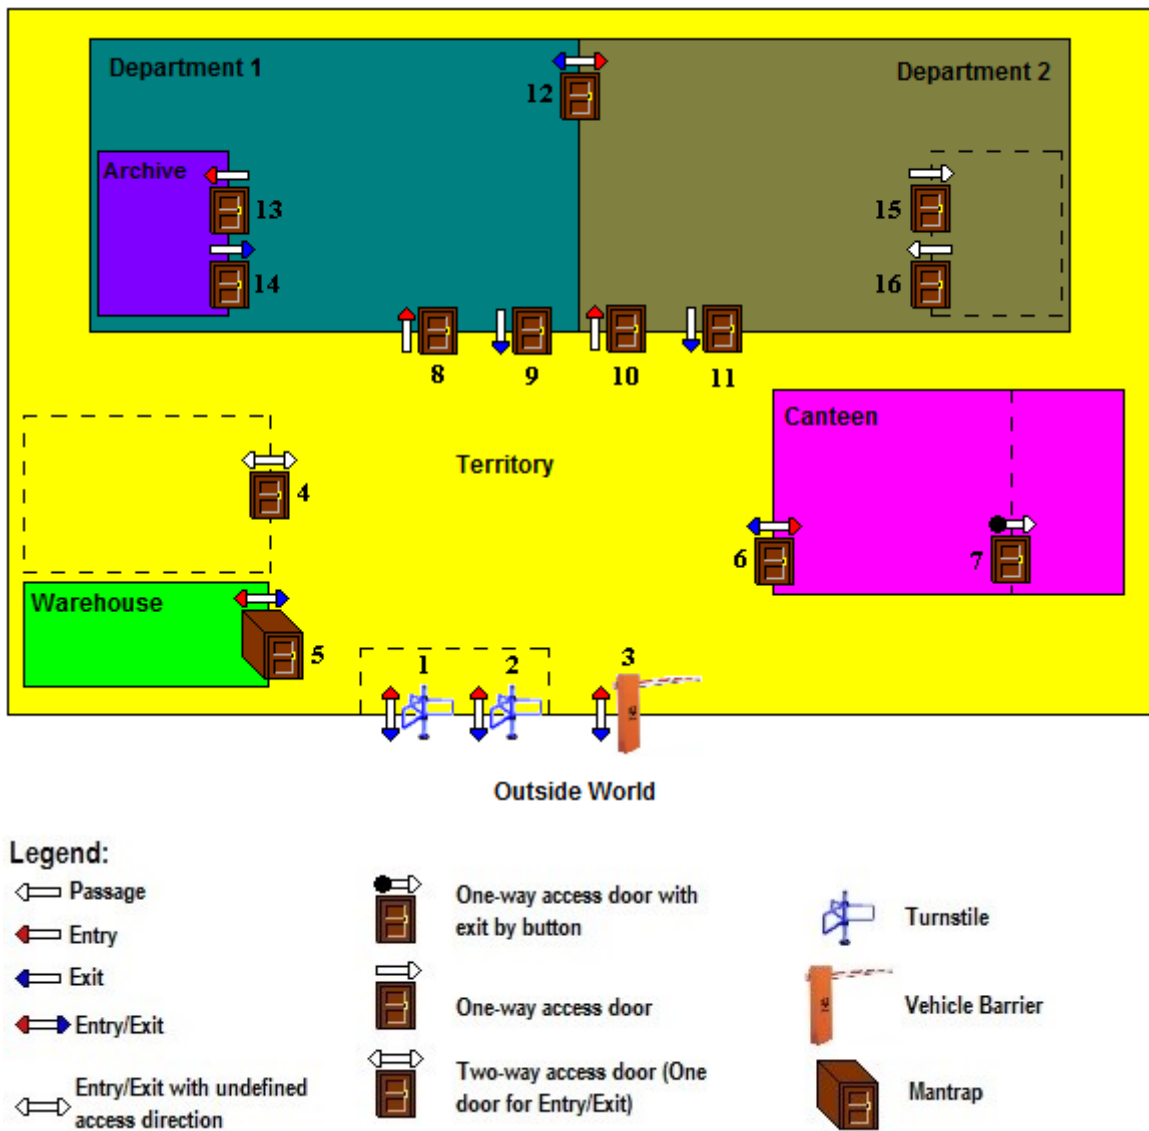 Department 1
Department 2
12
Archive
13
15
14
16
8
9
10
11
Canteen
Territory
4
6
7
Warehouse
5
1
2
3
Outside World
Legend:
Passage
Entry
Exit
Entry/Exit
Entry/Exit with undefined
access direction
One-way access door with
exit by button
One-way access door
Two-way access door (One
door for Entry/Exit)
Turnstile
Vehicle Barrier
Mantrap